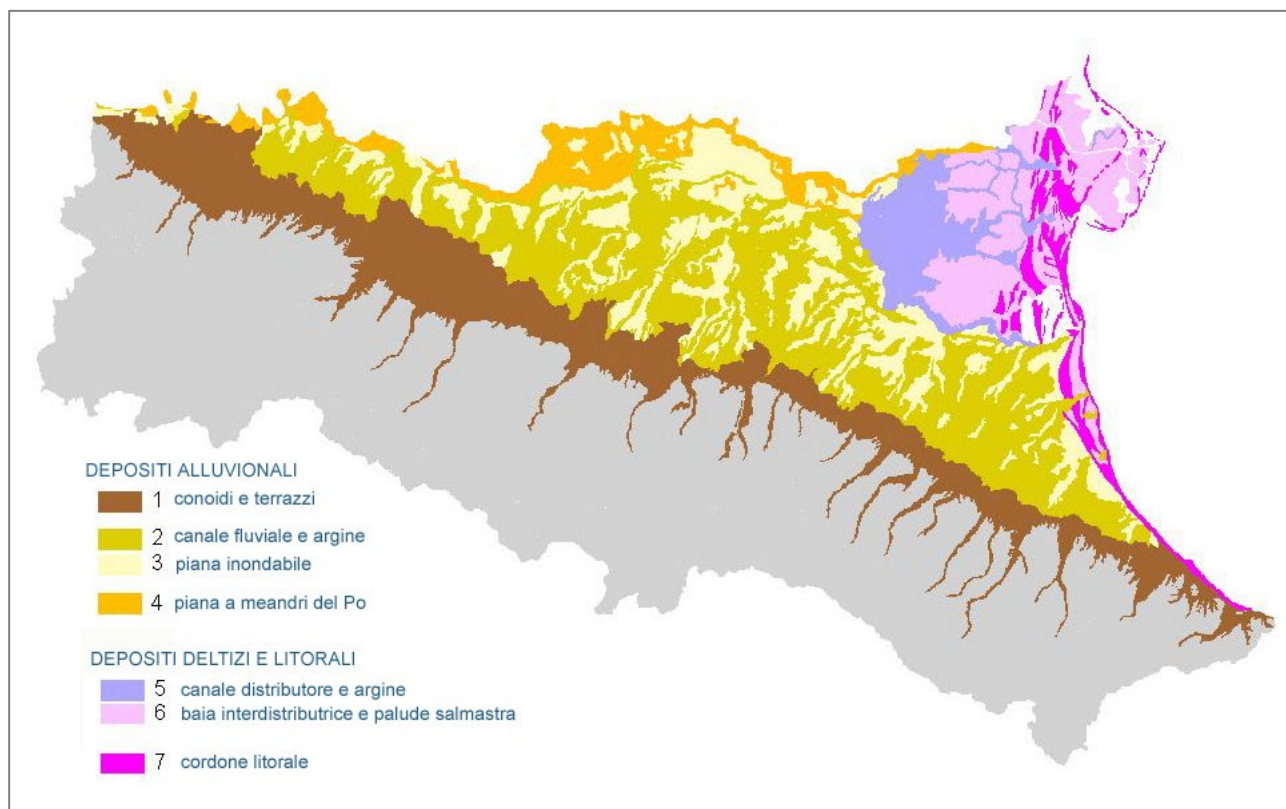 DEPOSITI ALLUVIONALI
1 conoidi e terrazzi
2 canale fluviale e argine
3 piana inondabile
4 piana a meandri del Po
DEPOSITI DELTIZI E LITORALI
5 canale distributore e argine
6 baia interdistributrice e palude salmastra
7 cordone litorale